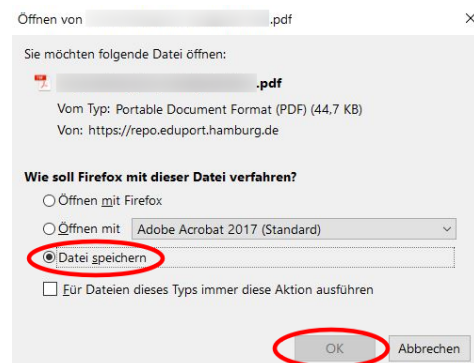 Öffnen von .pdf
Sie möchten folgende Datei öffnen:
.pdf
Vom Typ: Portable Document Format (PDF) (44,7 KB)
Von: https://repo.eduport.hamburg.de
Wie soll Firefox mit dieser Datei verfahren?
Öffnen mit Firefox
Öffnen mit Adobe Acrobat 2017 (Standard)
Datei speichern
Für Dateien dieses Typs immer diese Aktion ausführen
OK Abbrechen